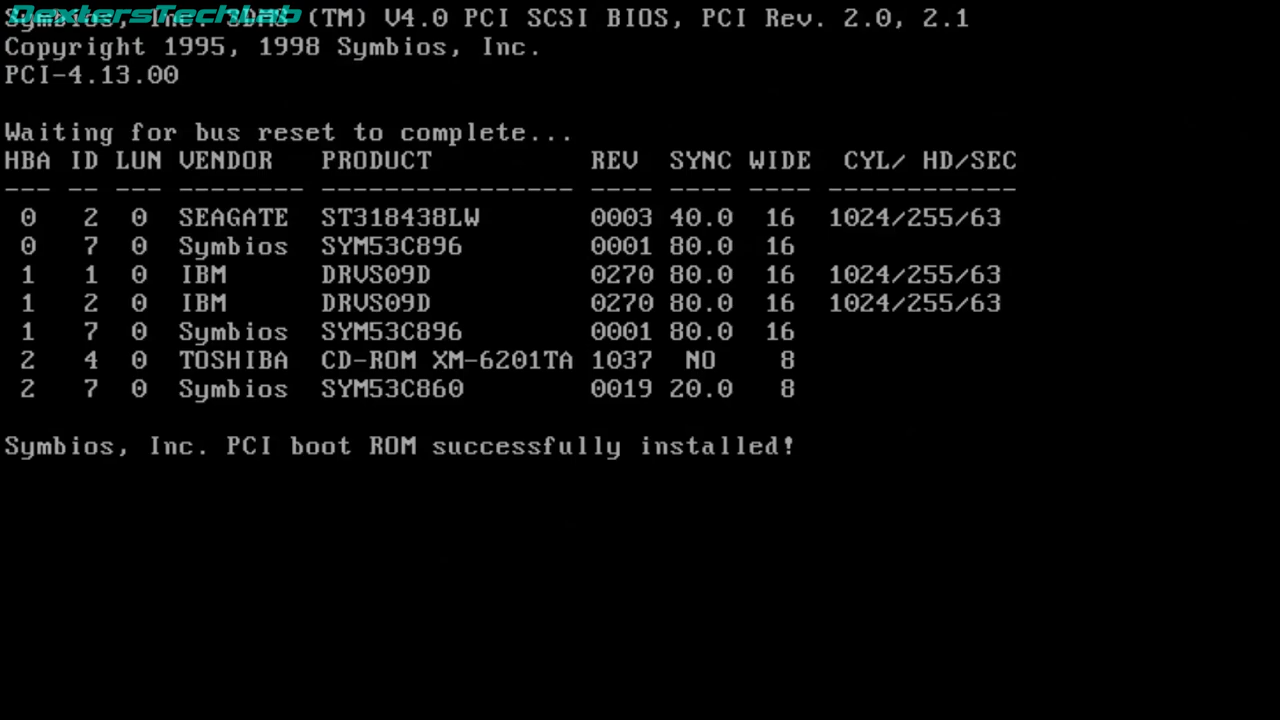 DextersTechLab
Symbios, Inc. SDMS (TM) V4.0 PCI SCSI BIOS, PCI Rev. 2.0, 2.1
Copyright 1995, 1998 Symbios, Inc.
PCI-4.13.00
Waiting for bus reset to complete...
HBA ID LUN VENDOR PRODUCT REV SYNC WIDE CYL/ HD/SEC
--- -- --- -------- ---------------- ---- ---- ---- ------------
0 2 0 SEAGATE ST318438LW 0003 40.0 16 1024/255/63
0 7 0 Symbios SYM53C896 0001 80.0 16
1 1 0 IBM DRVS09D 0270 80.0 16 1024/255/63
1 2 0 IBM DRVS09D 0270 80.0 16 1024/255/63
1 7 0 Symbios SYM53C896 0001 80.0 16
2 4 0 TOSHIBA CD-ROM XM-6201TA 1037 NO 8
2 7 0 Symbios SYM53C860 0019 20.0 8
Symbios, Inc. PCI boot ROM successfully installed!